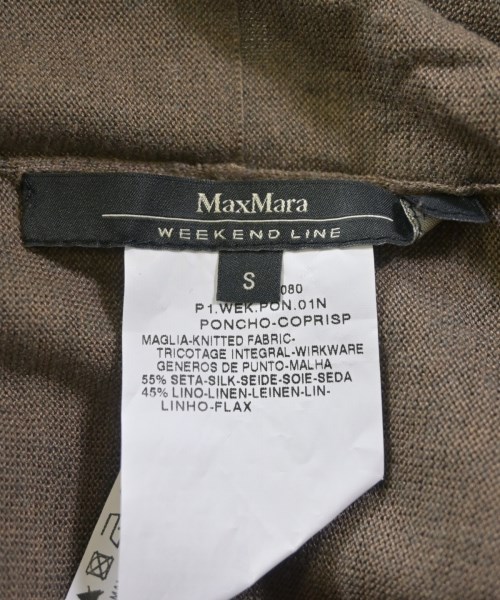 MaxMara
WEEKEND LINE
S
080
P1.WEK.PON.01N
PONCHO-COPRISP
MAGLIA-KNITTED FABRIC-
TRICOTAGE INTEGRAL-WIRKWARE
GENEROS DE PUNTO-MALHA
55% SETA-SILK-SEIDE-SOIE-SEDA
45% LINO-LINEN-LEINEN-LIN-
LINHO-FLAX